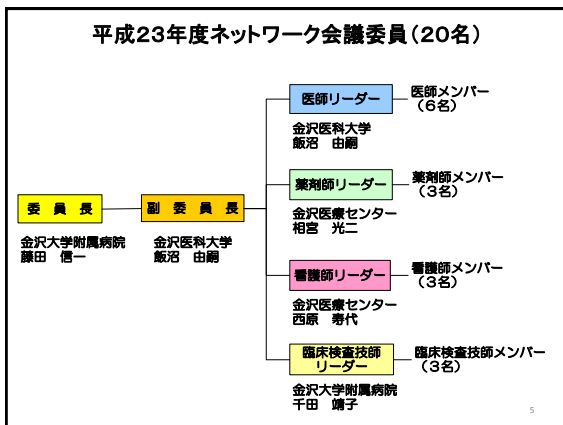 平成23年度ネットワーク会議委員(20名)
医師リーダー
医師メンバー
(6名)
金沢医科大学
飯沼 由嗣
薬剤師リーダー
薬剤師メンバー
(3名)
金沢医療センター
相宮 光二
委員長
金沢大学附属病院
藤田 信一
副委員長
金沢医科大学
飯沼 由嗣
看護師リーダー
看護師メンバー
(3名)
金沢医療センター
西原 寿代
臨床検査技師
リーダー
臨床検査技師メンバー
(3名)
金沢大学附属病院
千田 靖子
5